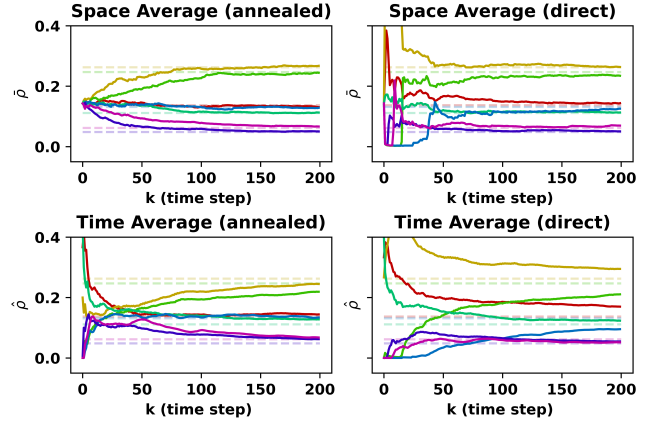 Space Average (annealed)
Space Average (direct)
0.4
0.2
0.0
ρ̄
ρ̄
0 50 100 150 200
0 50 100 150 200
k (time step)
k (time step)
Time Average (annealed)
Time Average (direct)
0.4
0.2
0.0
ρ̂
ρ̂
0 50 100 150 200
0 50 100 150 200
k (time step)
k (time step)